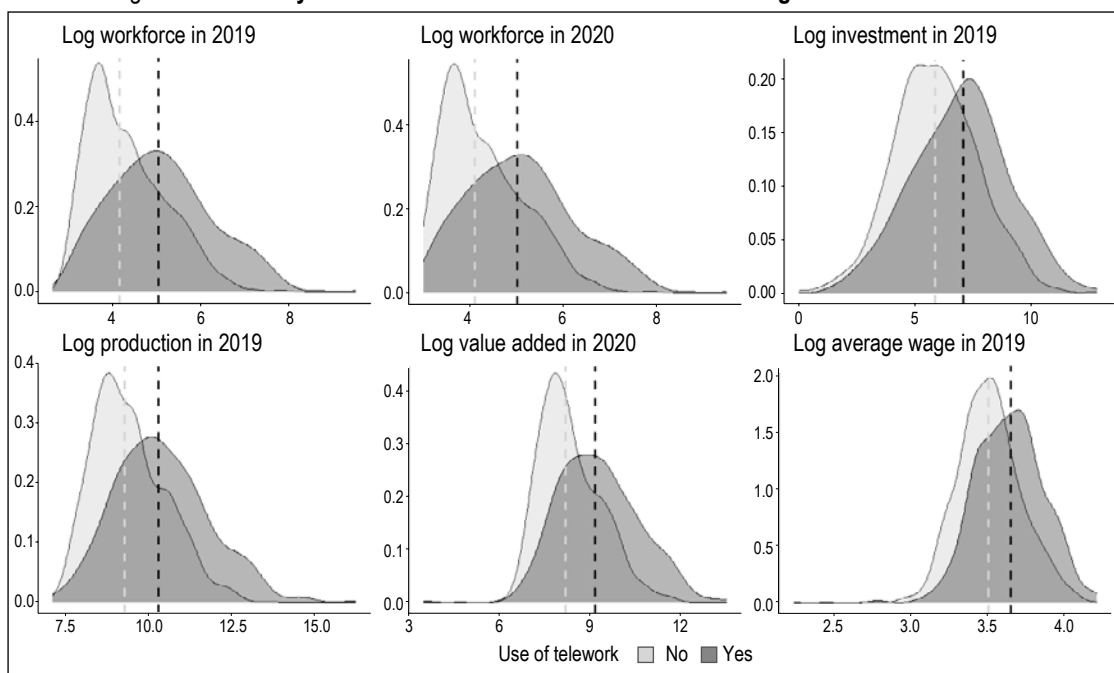 Log workforce in 2019
Log workforce in 2020
Log investment in 2019
0.4
0.2
0.0
4 6 8
0.4
0.2
0.0
4 6 8
0.20
0.15
0.10
0.05
0.00
0 5 10
Log production in 2019
Log value added in 2020
Log average wage in 2019
0.4
0.3
0.2
0.1
0.0
7.5 10.0 12.5 15.0
0.4
0.3
0.2
0.1
0.0
3 6 9 12
2.0
1.5
1.0
0.5
0.0
2.5 3.0 3.5 4.0
Use of telework No Yes